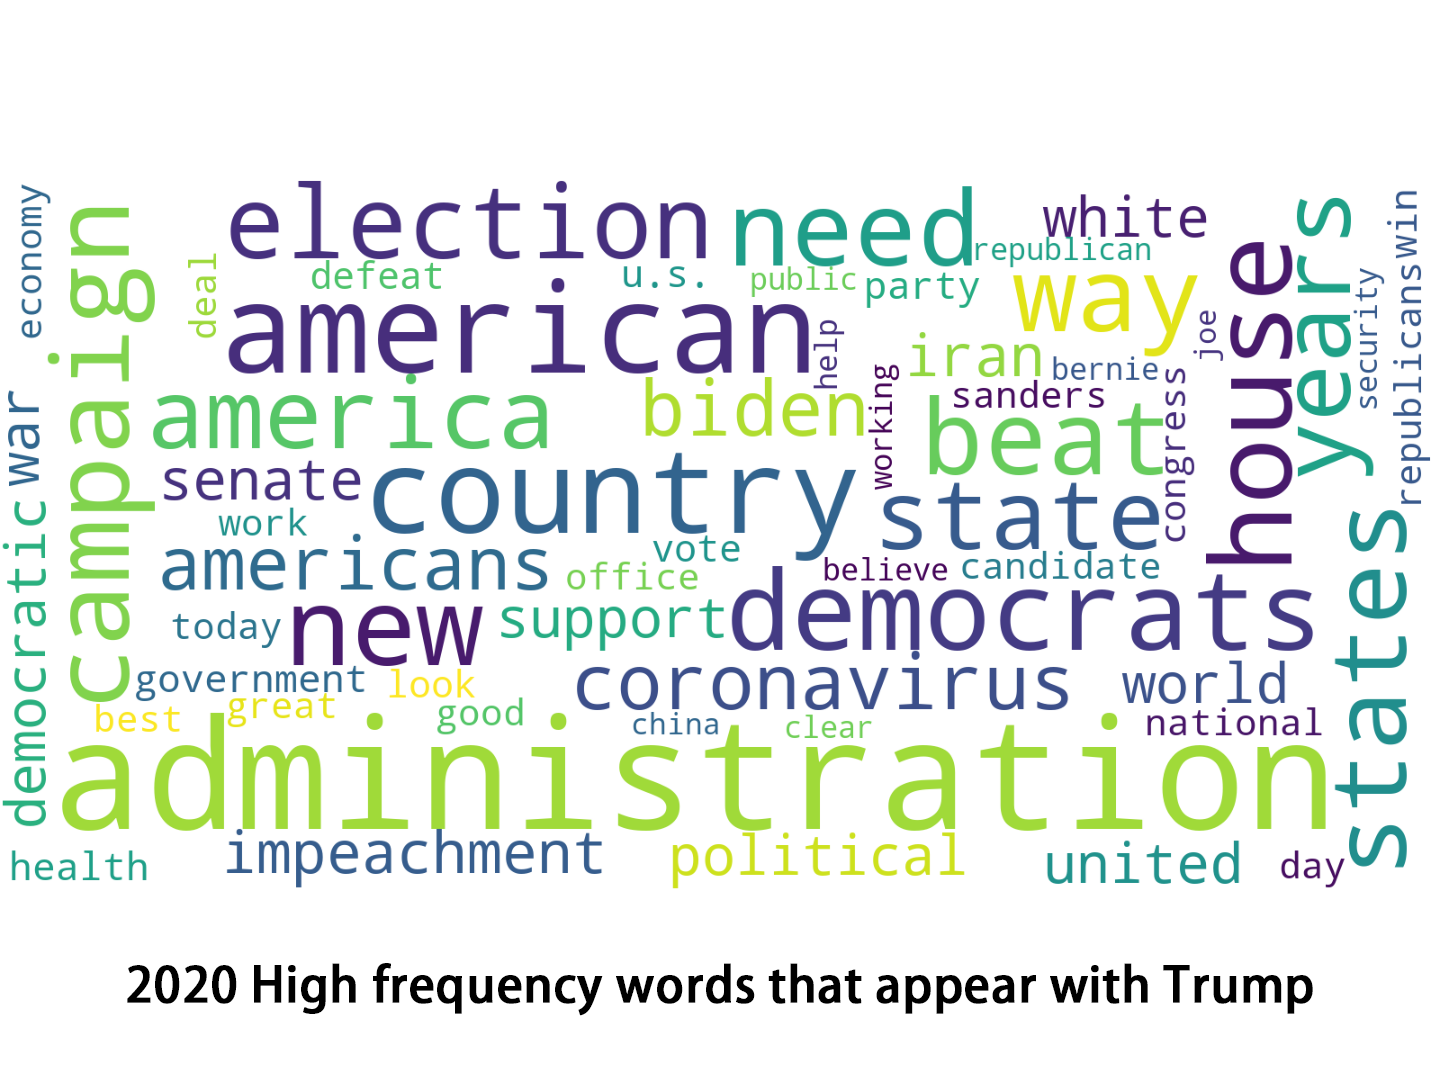 economy
campaign
election
need
white
years
win
republican
deal
defeat
u.s.
public
party
way
house
security
republicans
american
help
joe
iran
bernie
war
america
biden
working
sanders
beat
congress
senate
country
state
work
americans
vote
office
believe
candidate
democratic
today
new
support
democrats
states
government
look
coronavirus
world
best
great
good
china
clear
national
administration
health
impeachment
political
united
day
2020 High frequency words that appear with Trump